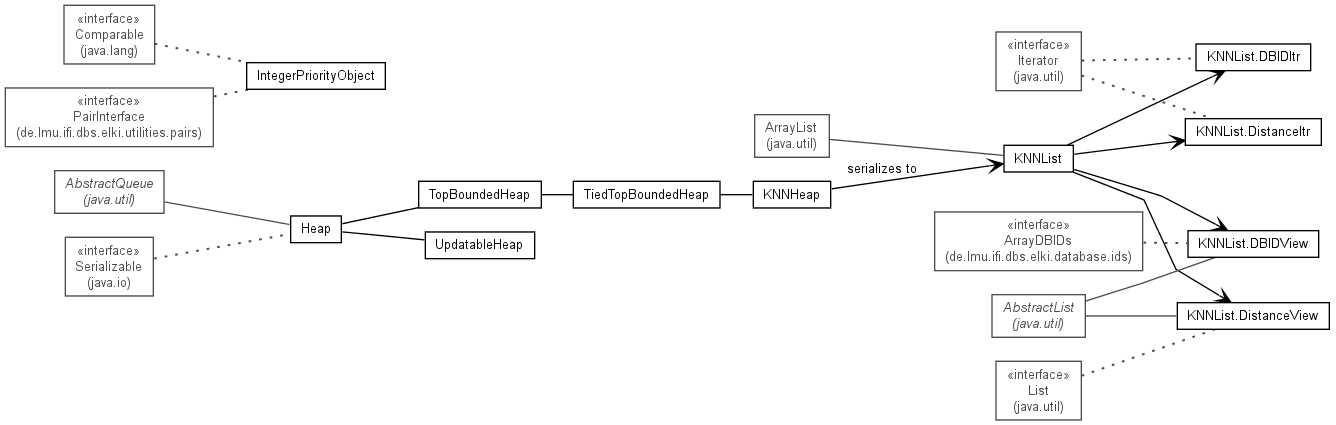 «interface»
Comparable
(java.lang)
IntegerPriorityObject
«interface»
PairInterface
(de.lmu.ifi.dbs.elki.utilities.pairs)
AbstractQueue
(java.util)
Heap
«interface»
Serializable
(java.io)
TopBoundedHeap
UpdatableHeap
TiedTopBoundedHeap
KNNHeap
serializes to
ArrayList
(java.util)
KNNList
«interface»
Iterator
(java.util)
KNNList.DBIDItr
KNNList.DistanceItr
«interface»
ArrayDBIDs
(de.lmu.ifi.dbs.elki.database.ids)
KNNList.DBIDView
AbstractList
(java.util)
KNNList.DistanceView
«interface»
List
(java.util)